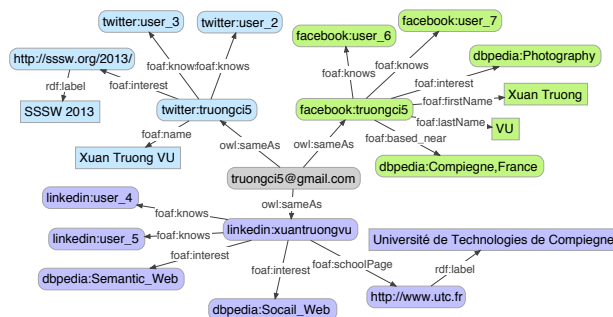 twitter:user_3
twitter:user_2
facebook:user_6
facebook:user_7
http://sssw.org/2013/
foaf:knows
foaf:knows
foaf:knows
foaf:knows
dbpedia:Photography
foaf:interest
foaf:interest
rdf:label
SSSW 2013
twitter:truongci5
facebook:truongci5
foaf:firstName
Xuan Truong
foaf:name
foaf:lastName
VU
Xuan Truong VU
owl:sameAs
owl:sameAs
foaf:based_near
dbpedia:Compiegne,France
truongci5@gmail.com
owl:sameAs
linkedin:user_4
foaf:knows
linkedin:xuantruongvu
linkedin:user_5
foaf:knows
Université de Technologies de Compiegne
foaf:interest
foaf:schoolPage
rdf:label
dbpedia:Semantic_Web
foaf:interest
http://www.utc.fr
dbpedia:Socail_Web